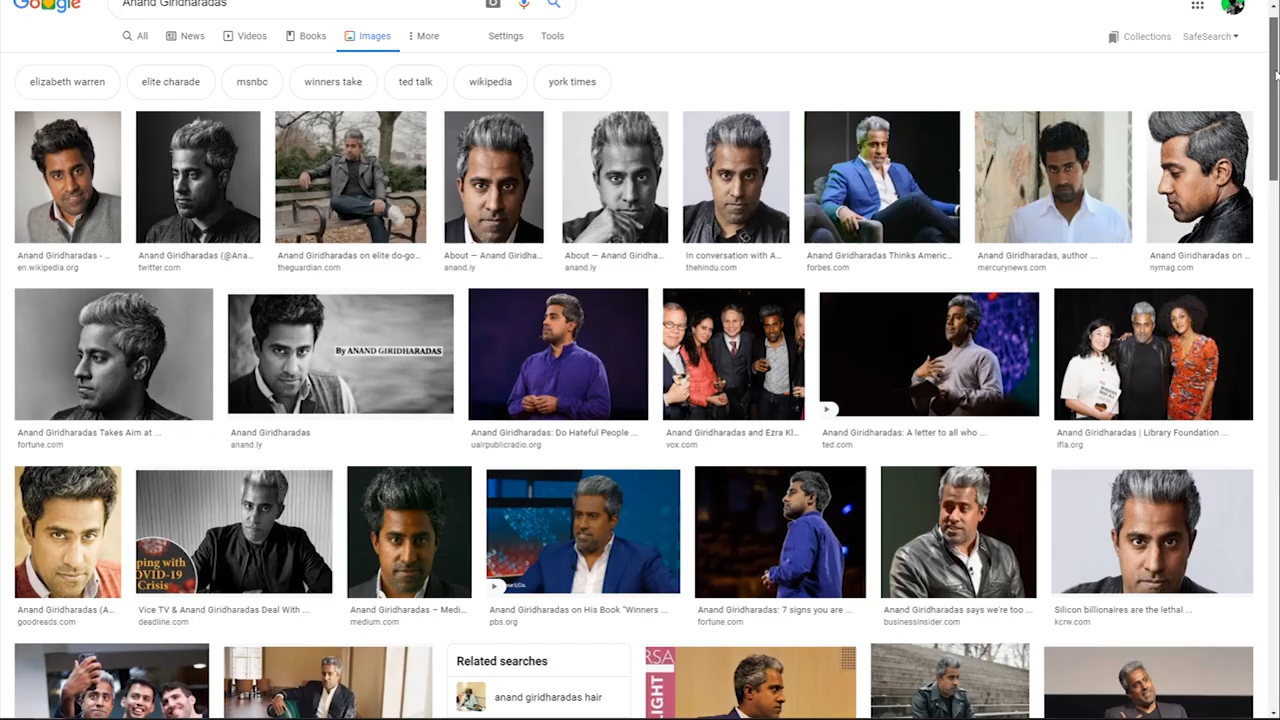 Google
Anand Giridharadas
All
News
Videos
Books
Images
More
Settings
Tools
Collections
SafeSearch
elizabeth warren
elite charade
msnbc
winners take
ted talk
wikipedia
york times
Anand Giridharadas - ..
en.wikipedia.org
Anand Giridharadas (@Ana...
twitter.com
Anand Giridharadas on elite do-go...
theguardian.com
About — Anand Giridha...
anand.ly
About — Anand Giridha...
anand.ly
In conversation with A...
thehindu.com
Anand Giridharadas Thinks Americ...
forbes.com
Anand Giridharadas, author ...
mercurynews.com
Anand Giridharadas on ..
nymag.com
By ANAND GIRIDHARADAS
Anand Giridharadas Takes Aim at ...
fortune.com
Anand Giridharadas
anand.ly
Anand Giridharadas: Do Hateful People ...
ualrpublicradio.org
Anand Giridharadas and Ezra Kl...
vox.com
Anand Giridharadas: A letter to all who ...
ted.com
Anand Giridharadas | Library Foundation ...
lfla.org
ping with
OVID-19
Crisis
Anand Giridharadas (A...
goodreads.com
Vice TV & Anand Giridharadas Deal With ...
deadline.com
Anand Giridharadas – Medi...
medium.com
Anand Giridharadas on His Book "Winners ...
pbs.org
Anand Giridharadas: 7 signs you are ...
fortune.com
Anand Giridharadas says we're too ...
businessinsider.com
Silicon billionaires are the lethal ...
kcrw.com
Related searches
anand giridharadas hair
RSA
LIGHT